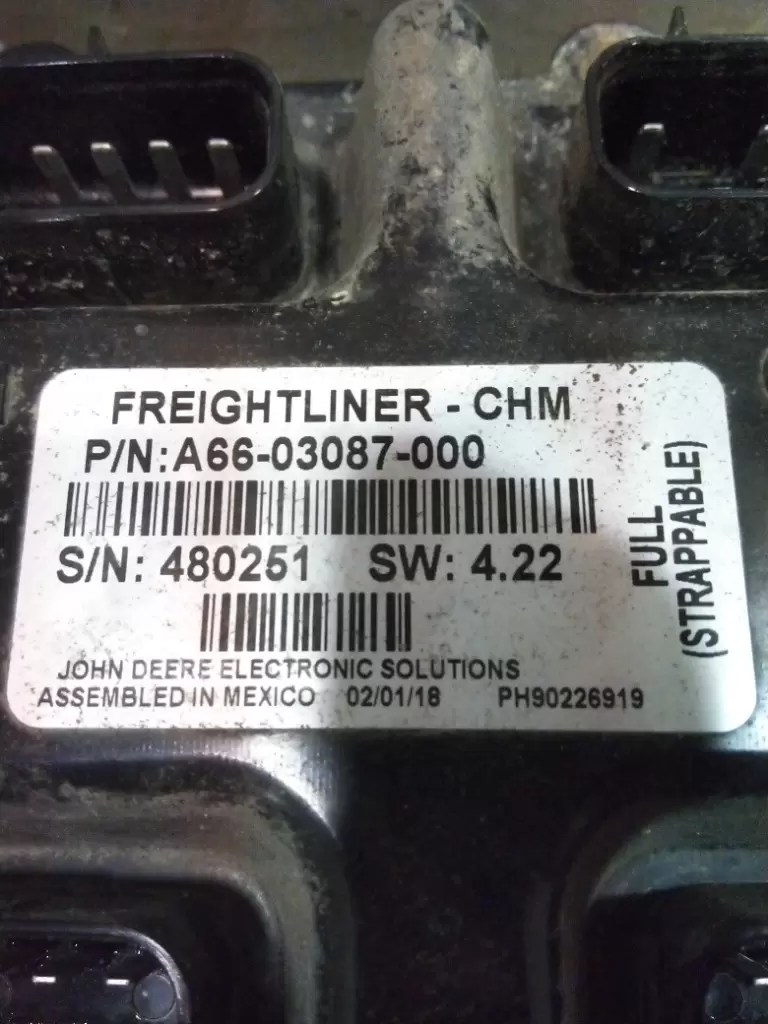 FREIGHTLINER - CHM
P/N: A66-03087-000
S/N: 480251 SW: 4.22
JOHN DEERE ELECTRONIC SOLUTIONS
ASSEMBLED IN MEXICO 02/01/18 PH90226919
FULL
(STRAPPABLE)